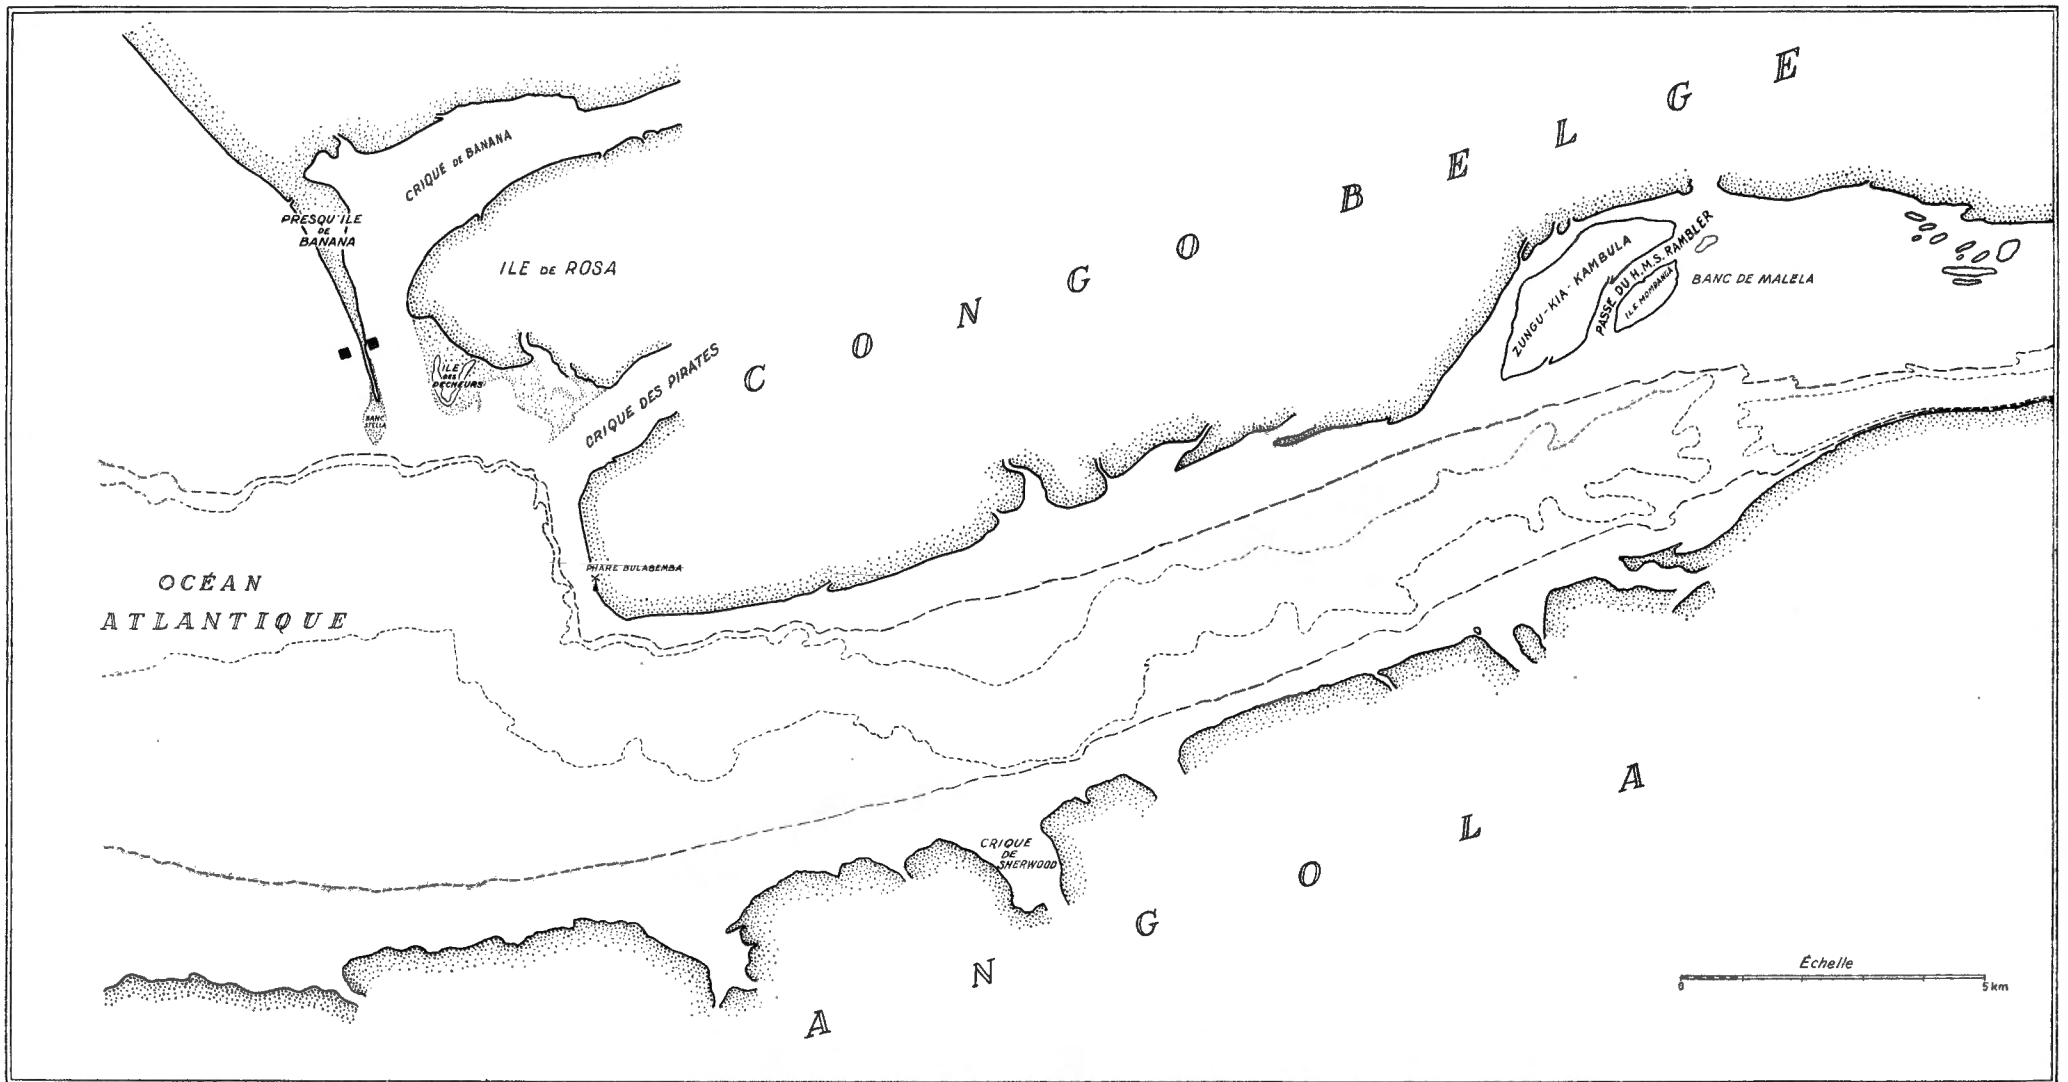 CONGO BELGE
CRIQUE DE BANANA
PRESQU'ILE
DE
BANANA
ILE DE ROSA
ZUNGU-KIA-KAMBULA
PASSE DU H.M.S. RAMBLER
ILE MOMBANGA
BANC DE MALELA
ILE
DES
PECHEURS
CRIQUE DES PIRATES
BANC
STELLA
PHARE BULABEMBA
OCÉAN
ATLANTIQUE
CRIQUE
DE
SHERWOOD
ANGOLA
Échelle
0 5 km